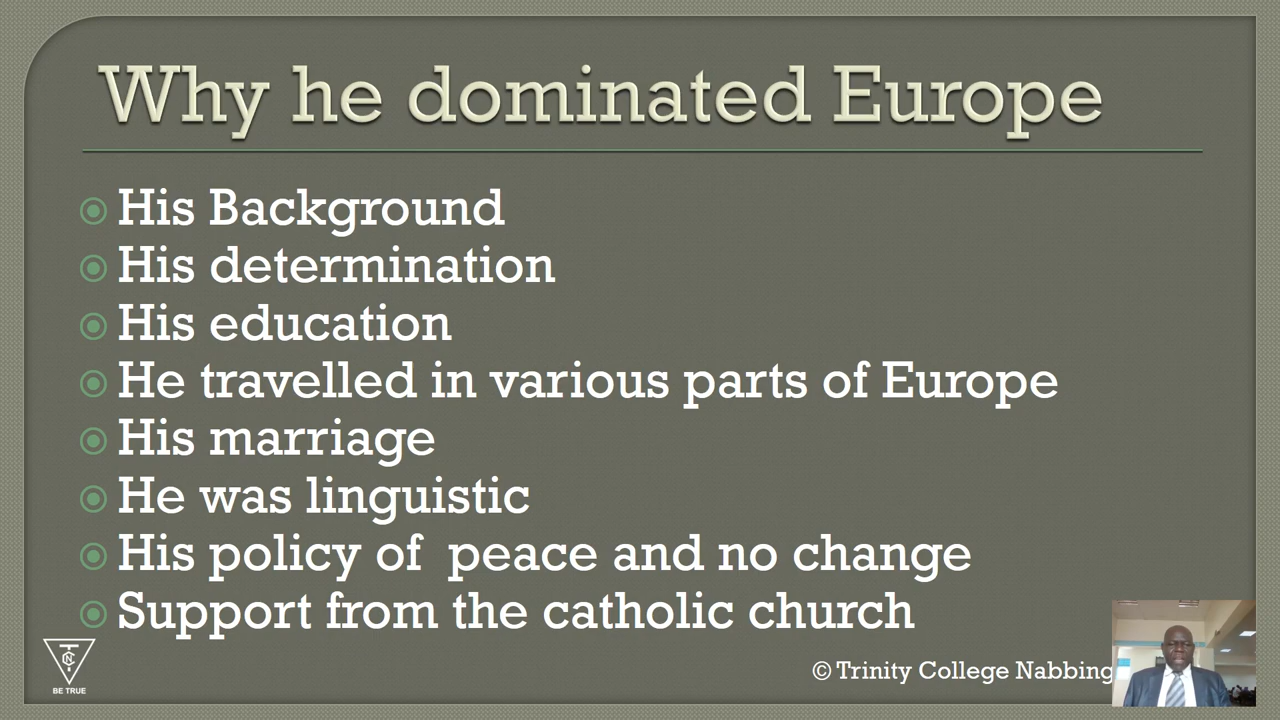 Why he dominated Europe
His Background
His determination
His education
He travelled in various parts of Europe
His marriage
He was linguistic
His policy of  peace and no change
Support from the catholic church
TCN
BE TRUE
© Trinity College Nabbing